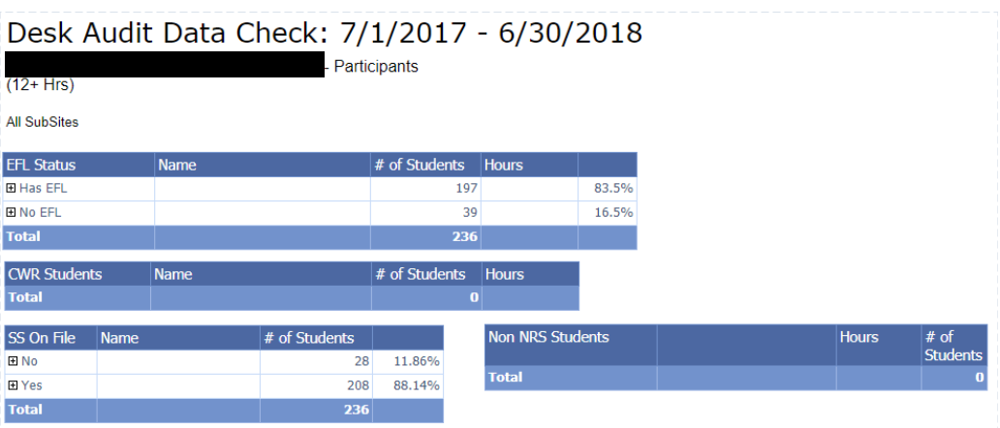 Desk Audit Data Check: 7/1/2017 - 6/30/2018
- Participants
(12+ Hrs)
All SubSites
EFL Status Name # of Students Hours
Has EFL 197 83.5%
No EFL 39 16.5%
Total 236
CWR Students Name # of Students Hours
Total 0
SS On File Name # of Students
No 28 11.86%
Yes 208 88.14%
Total 236
Non NRS Students Hours # of
Students
Total 0